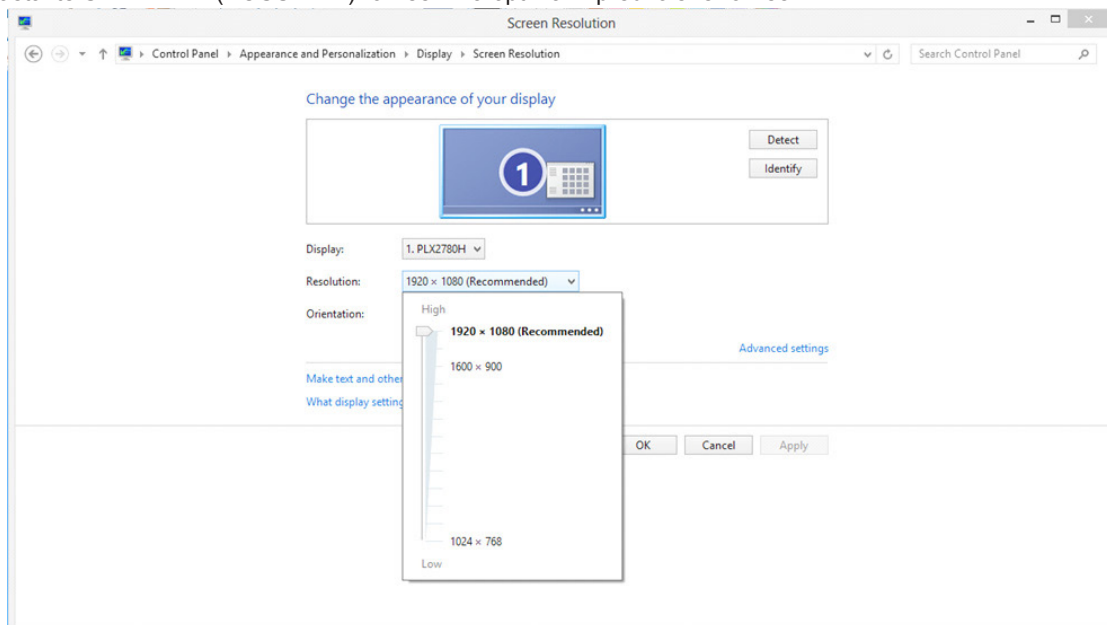 Screen Resolution
Control Panel ▸ Appearance and Personalization ▸ Display ▸ Screen Resolution
Search Control Panel
Change the appearance of your display
1
Detect
Identify
Display: 1. PLX2780H
Resolution: 1920 × 1080 (Recommended)
Orientation:
High
1920 × 1080 (Recommended)
Advanced settings
1600 × 900
Make text and other
What display setting
OK Cancel Apply
1024 × 768
Low